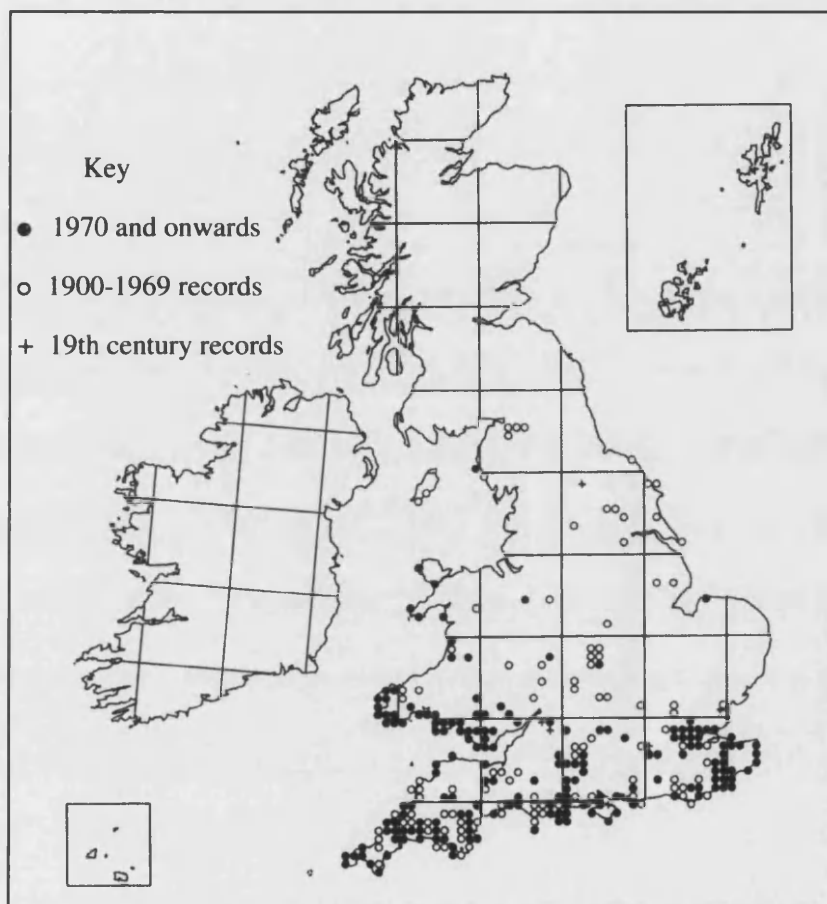 Key
● 1970 and onwards
○ 1900-1969 records
+ 19th century records